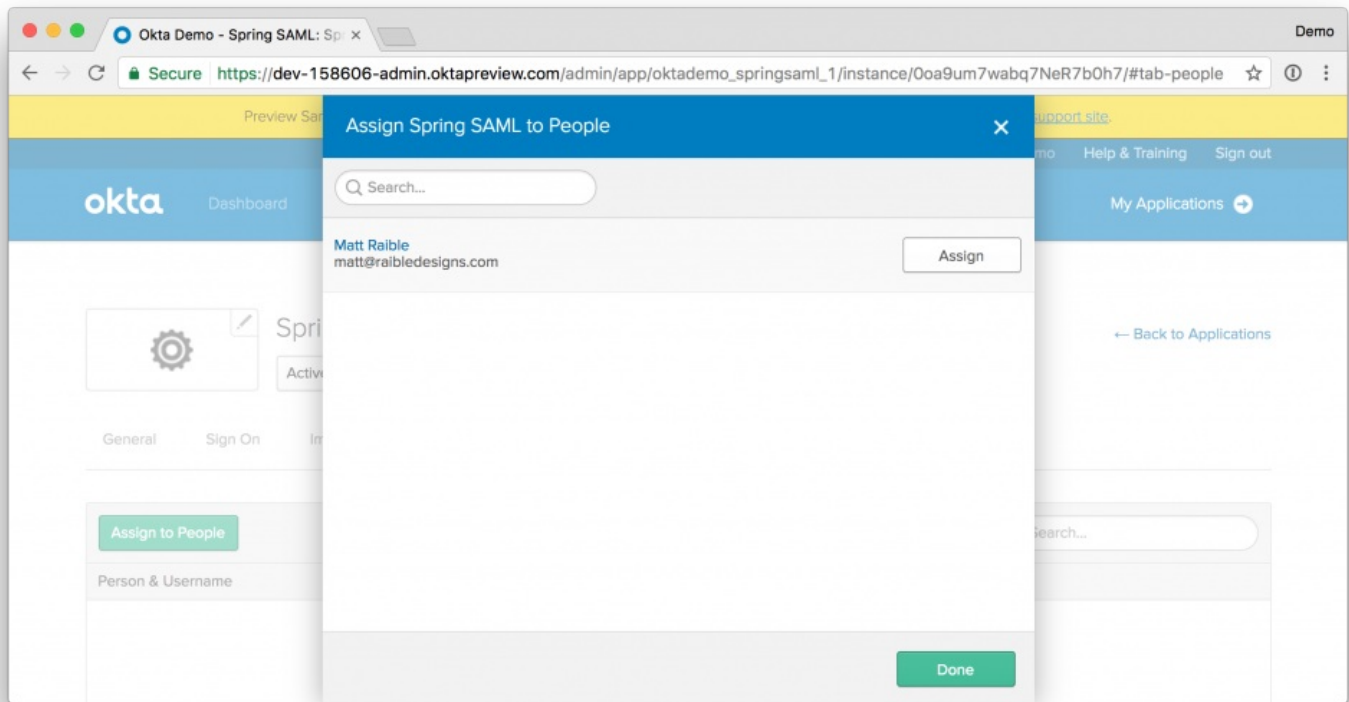 Okta Demo - Spring SAML: Sp
Demo
Secure https://dev-158606-admin.oktapreview.com/admin/app/oktademo_springsaml_1/instance/0oa9um7wabq7NeR7b0h7/#tab-people
Preview Sa
Assign Spring SAML to People
support site.
mo Help & Training Sign out
Search...
okta Dashboard
My Applications
Matt Raible
matt@raibledesigns.com
Assign
Spri
← Back to Applications
Active
General Sign On Im
Assign to People
Search...
Person & Username
Done